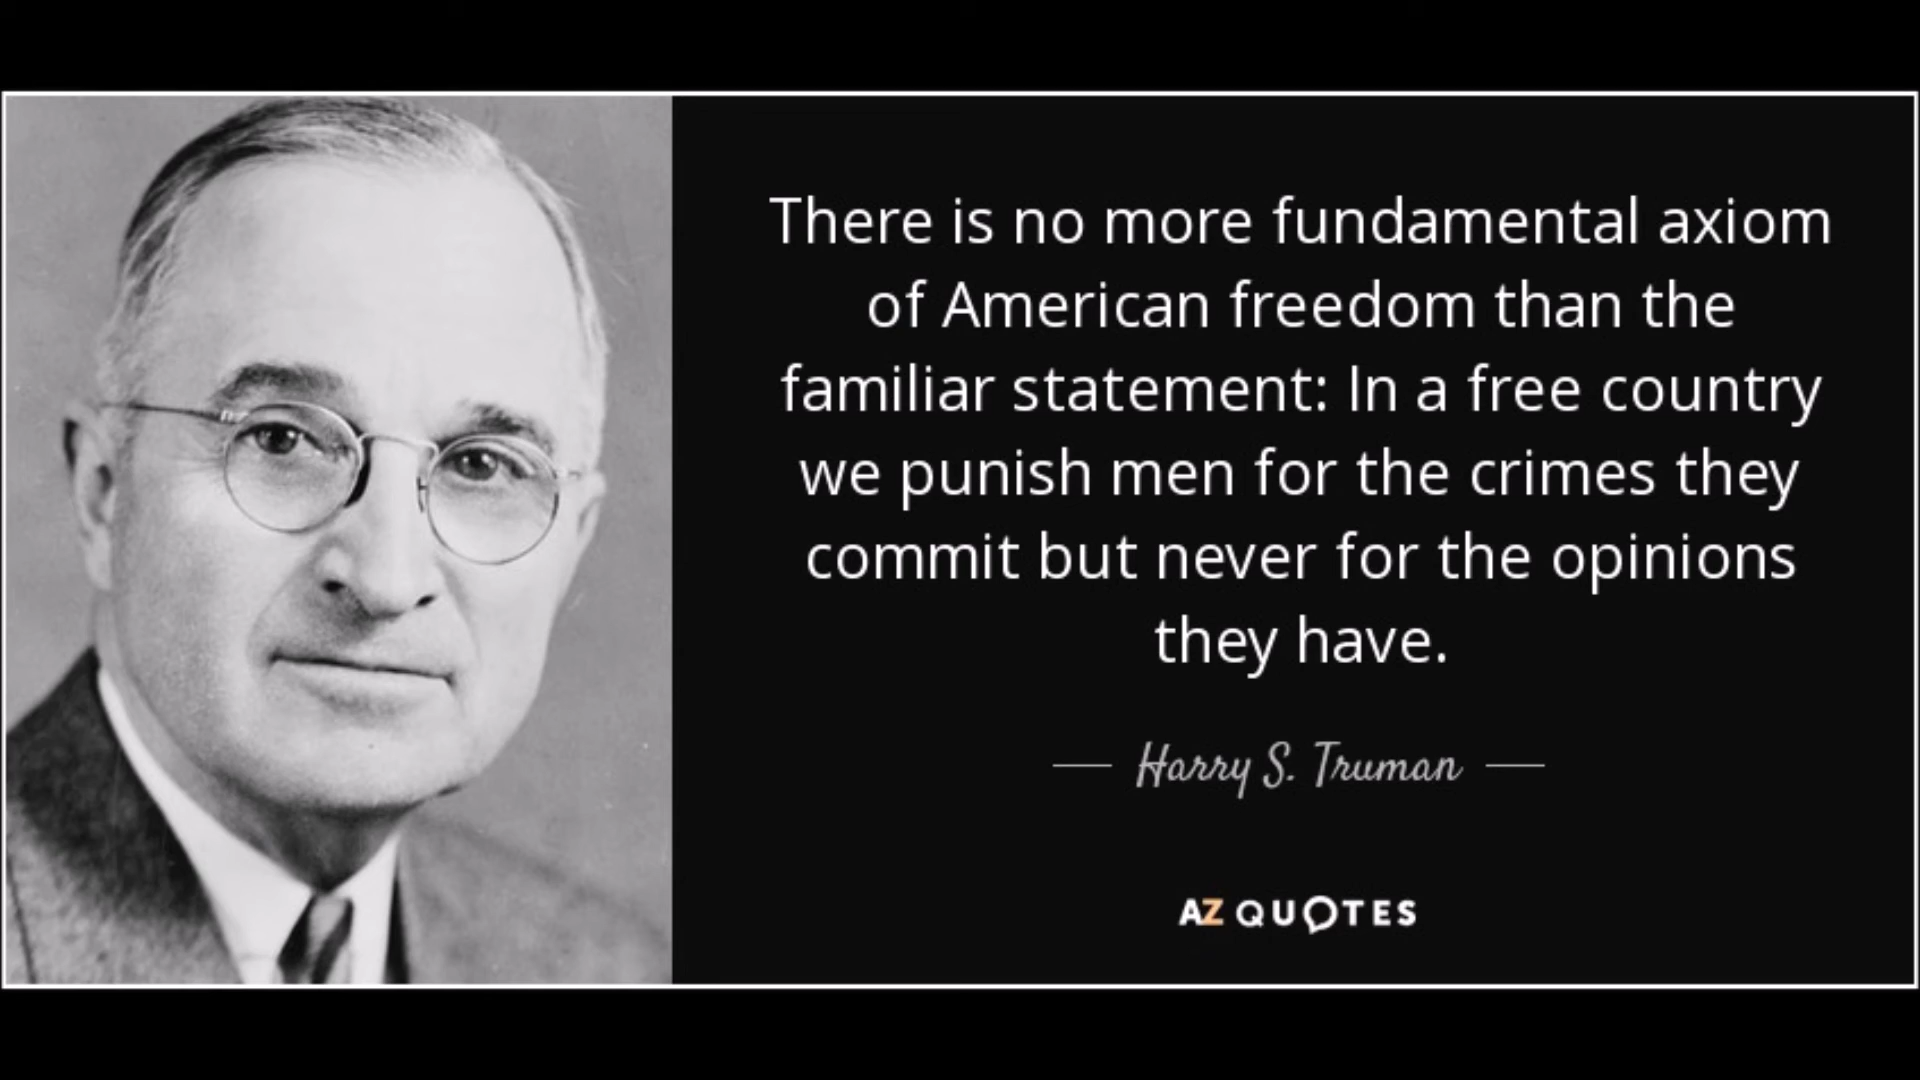 There is no more fundamental axiom
of American freedom than the
familiar statement: In a free country
we punish men for the crimes they
commit but never for the opinions
they have.
Harry S. Truman
AZ QUOTES